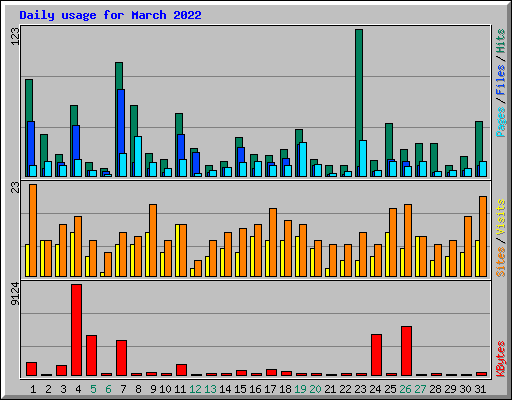 Daily usage for March 2022
123
Pages / Files / Hits
23
Sites / Visits
9124
KBytes
1 2 3 4 5 6 7 8 9 10 11 12 13 14 15 16 17 18 19 20 21 22 23 24 25 26 27 28 29 30 31